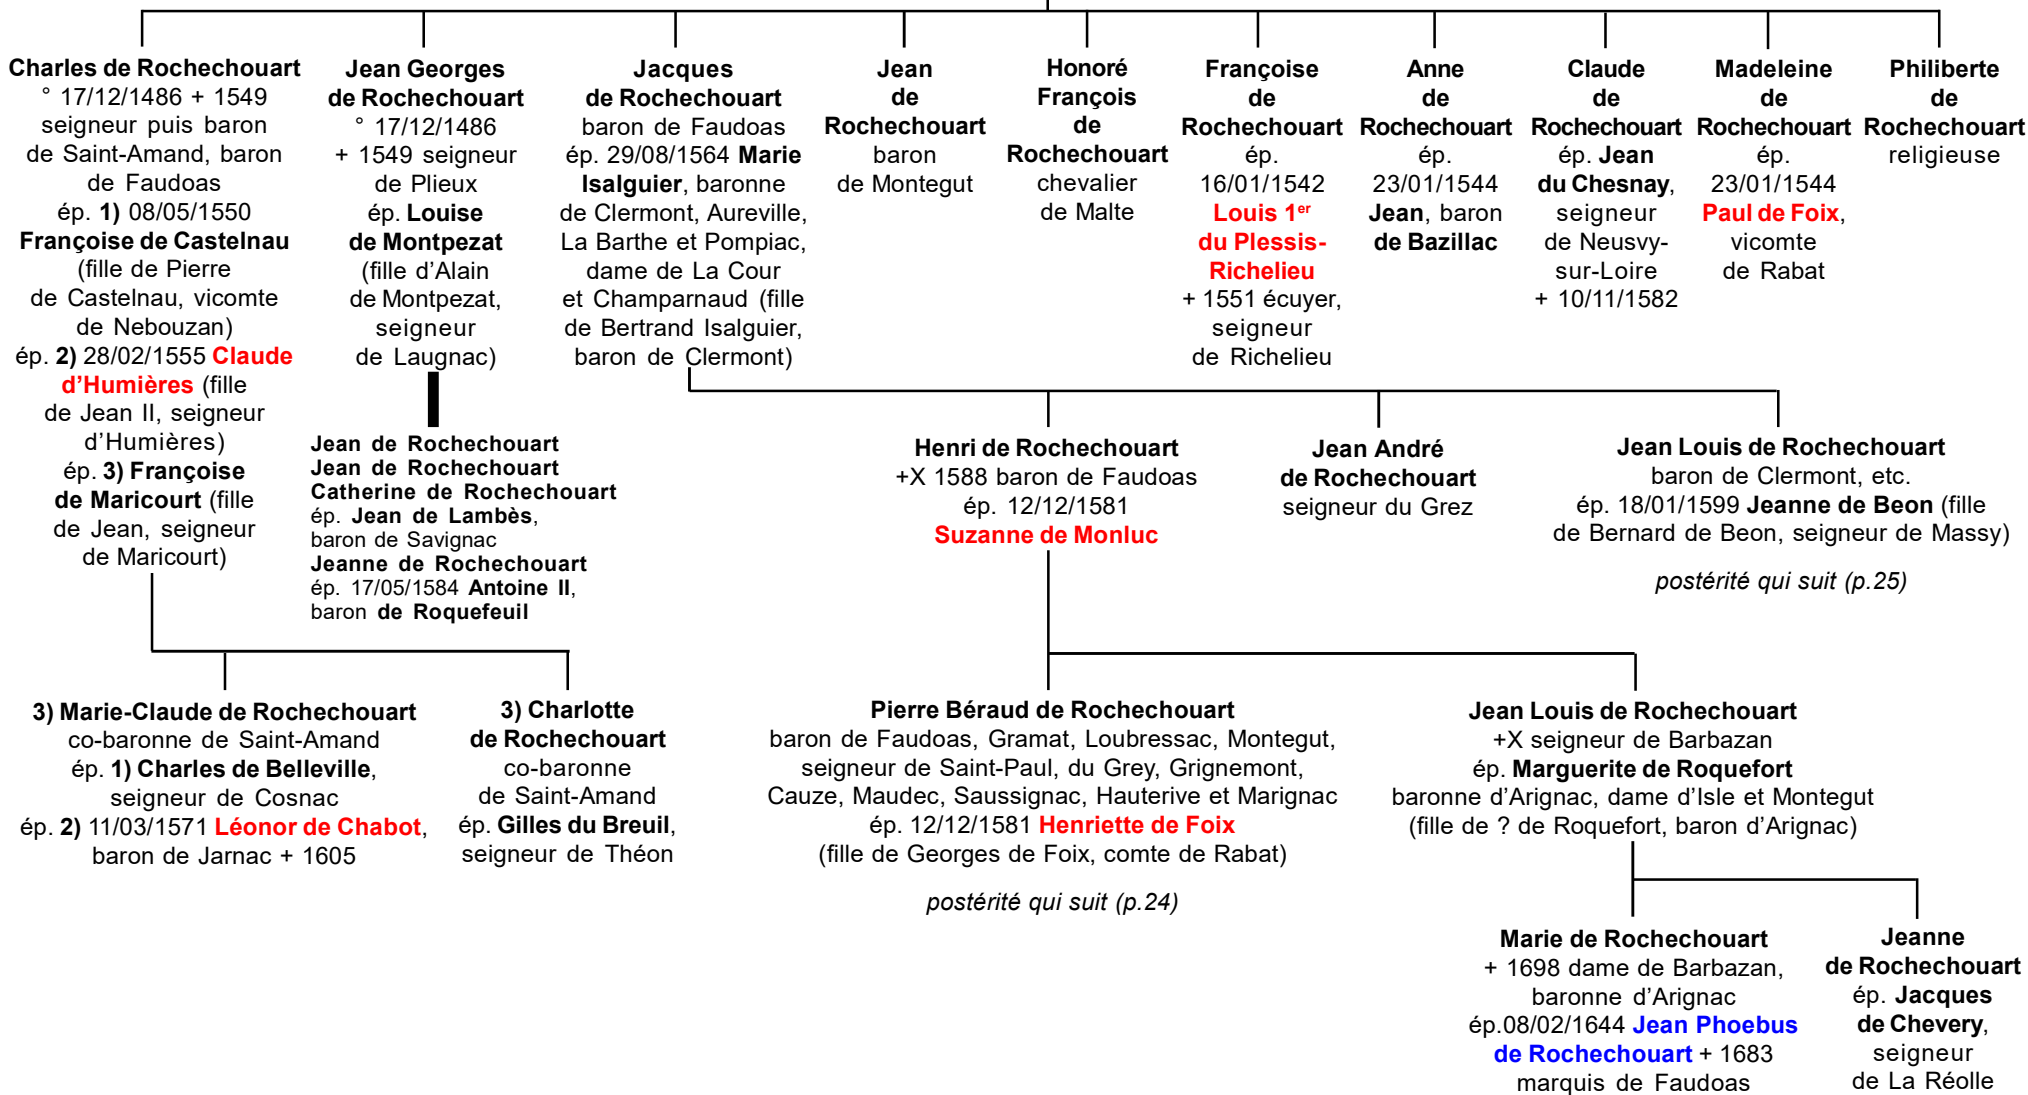 Charles de Rochechouart
° 17/12/1486 + 1549
seigneur puis baron
de Saint-Amand, baron
de Faudoas
ép. 1) 08/05/1550
Françoise de Castelnau
(fille de Pierre
de Castelnau, vicomte
de Nebouzan)
ép. 2) 28/02/1555 Claude
d'Humières (fille
de Jean II, seigneur
d'Humières)
ép. 3) Françoise
de Maricourt (fille
de Jean, seigneur
de Maricourt)
Jean Georges
de Rochechouart
° 17/12/1486
+ 1549 seigneur
de Plieux
ép. Louise
de Montpezat
(fille d'Alain
de Montpezat,
seigneur
de Laugnac)
Jacques
de Rochechouart
baron de Faudoas
ép. 29/08/1564 Marie
Isalguier, baronne
de Clermont, Aureville,
La Barthe et Pompiac,
dame de La Cour
et Champarnaud (fille
de Bertrand Isalguier,
baron de Clermont)
Jean
de
Rochechouart
baron
de Montegut
Honoré
François
de
Rochechouart
chevalier
de Malte
Françoise
de
Rochechouart
ép.
16/01/1542
Louis 1er
du Plessis-
Richelieu
+ 1551 écuyer,
seigneur
de Richelieu
Anne
de
Rochechouart
ép.
23/01/1544
Jean, baron
de Bazillac
Claude
de
Rochechouart
ép. Jean
du Chesnay,
seigneur
de Neusvy-
sur-Loire
+ 10/11/1582
Madeleine
de
Rochechouart
ép.
23/01/1544
Paul de Foix,
vicomte
de Rabat
Philiberte
de
Rochechouart
religieuse
Jean de Rochechouart
Jean de Rochechouart
Catherine de Rochechouart
ép. Jean de Lambès,
baron de Savignac
Jeanne de Rochechouart
ép. 17/05/1584 Antoine II,
baron de Roquefeuil
Henri de Rochechouart
+X 1588 baron de Faudoas
ép. 12/12/1581
Suzanne de Monluc
Jean André
de Rochechouart
seigneur du Grez
Jean Louis de Rochechouart
baron de Clermont, etc.
ép. 18/01/1599 Jeanne de Beon (fille
de Bernard de Beon, seigneur de Massy)
postérité qui suit (p.25)
3) Marie-Claude de Rochechouart
co-baronne de Saint-Amand
ép. 1) Charles de Belleville,
seigneur de Cosnac
ép. 2) 11/03/1571 Léonor de Chabot,
baron de Jarnac + 1605
3) Charlotte
de Rochechouart
co-baronne
de Saint-Amand
ép. Gilles du Breuil,
seigneur de Théon
Pierre Béraud de Rochechouart
baron de Faudoas, Gramat, Loubressac, Montegut,
seigneur de Saint-Paul, du Grey, Grignemont,
Cauze, Maudec, Saussignac, Hauterive et Marignac
ép. 12/12/1581 Henriette de Foix
(fille de Georges de Foix, comte de Rabat)
postérité qui suit (p.24)
Jean Louis de Rochechouart
+X seigneur de Barbazan
ép. Marguerite de Roquefort
baronne d'Arignac, dame d'Isle et Montegut
(fille de ? de Roquefort, baron d'Arignac)
Marie de Rochechouart
+ 1698 dame de Barbazan,
baronne d'Arignac
ép.08/02/1644 Jean Phoebus
de Rochechouart + 1683
marquis de Faudoas
Jeanne
de Rochechouart
ép. Jacques
de Chevery,
seigneur
de La Réolle